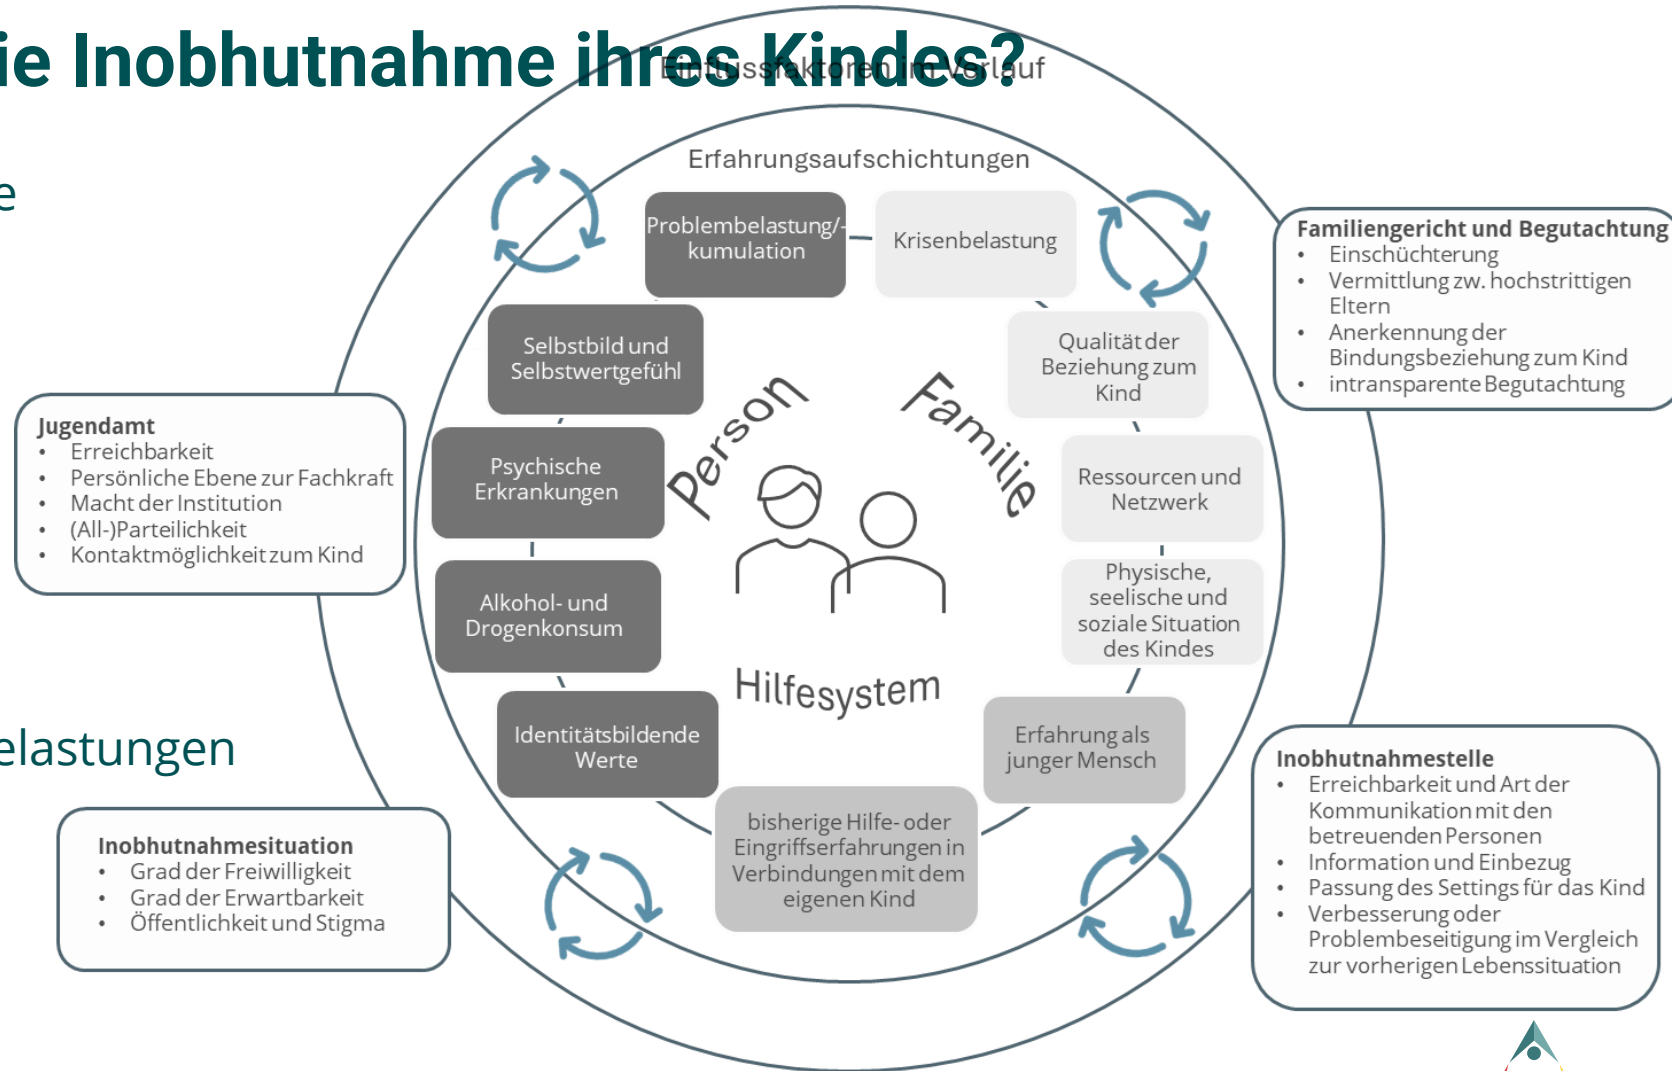 ie Inobhutnahme ihres Kindes?
Einflussfaktoren im Verlauf
e
elastungen
Erfahrungsaufschichtungen
Problembelastung/-
kumulation
Krisenbelastung
Selbstbild und
Selbstwertgefühl
Qualität der
Beziehung zum
Kind
Psychische
Erkrankungen
Ressourcen und
Netzwerk
Alkohol- und
Drogenkonsum
Physische,
seelische und
soziale Situation
des Kindes
Identitätsbildende
Werte
Erfahrung als
junger Mensch
bisherige Hilfe- oder
Eingriffserfahrungen in
Verbindungen mit dem
eigenen Kind
Person
Familie
Hilfesystem
Jugendamt
• Erreichbarkeit
• Persönliche Ebene zur Fachkraft
• Macht der Institution
• (All-)Parteilichkeit
• Kontaktmöglichkeit zum Kind
Familiengericht und Begutachtung
• Einschüchterung
• Vermittlung zw. hochstrittigen
Eltern
• Anerkennung der
Bindungsbeziehung zum Kind
• intransparente Begutachtung
Inobhutnahmesituation
• Grad der Freiwilligkeit
• Grad der Erwartbarkeit
• Öffentlichkeit und Stigma
Inobhutnahmestelle
• Erreichbarkeit und Art der
Kommunikation mit den
betreuenden Personen
• Information und Einbezug
• Passung des Settings für das Kind
• Verbesserung oder
Problembeseitigung im Vergleich
zur vorherigen Lebenssituation